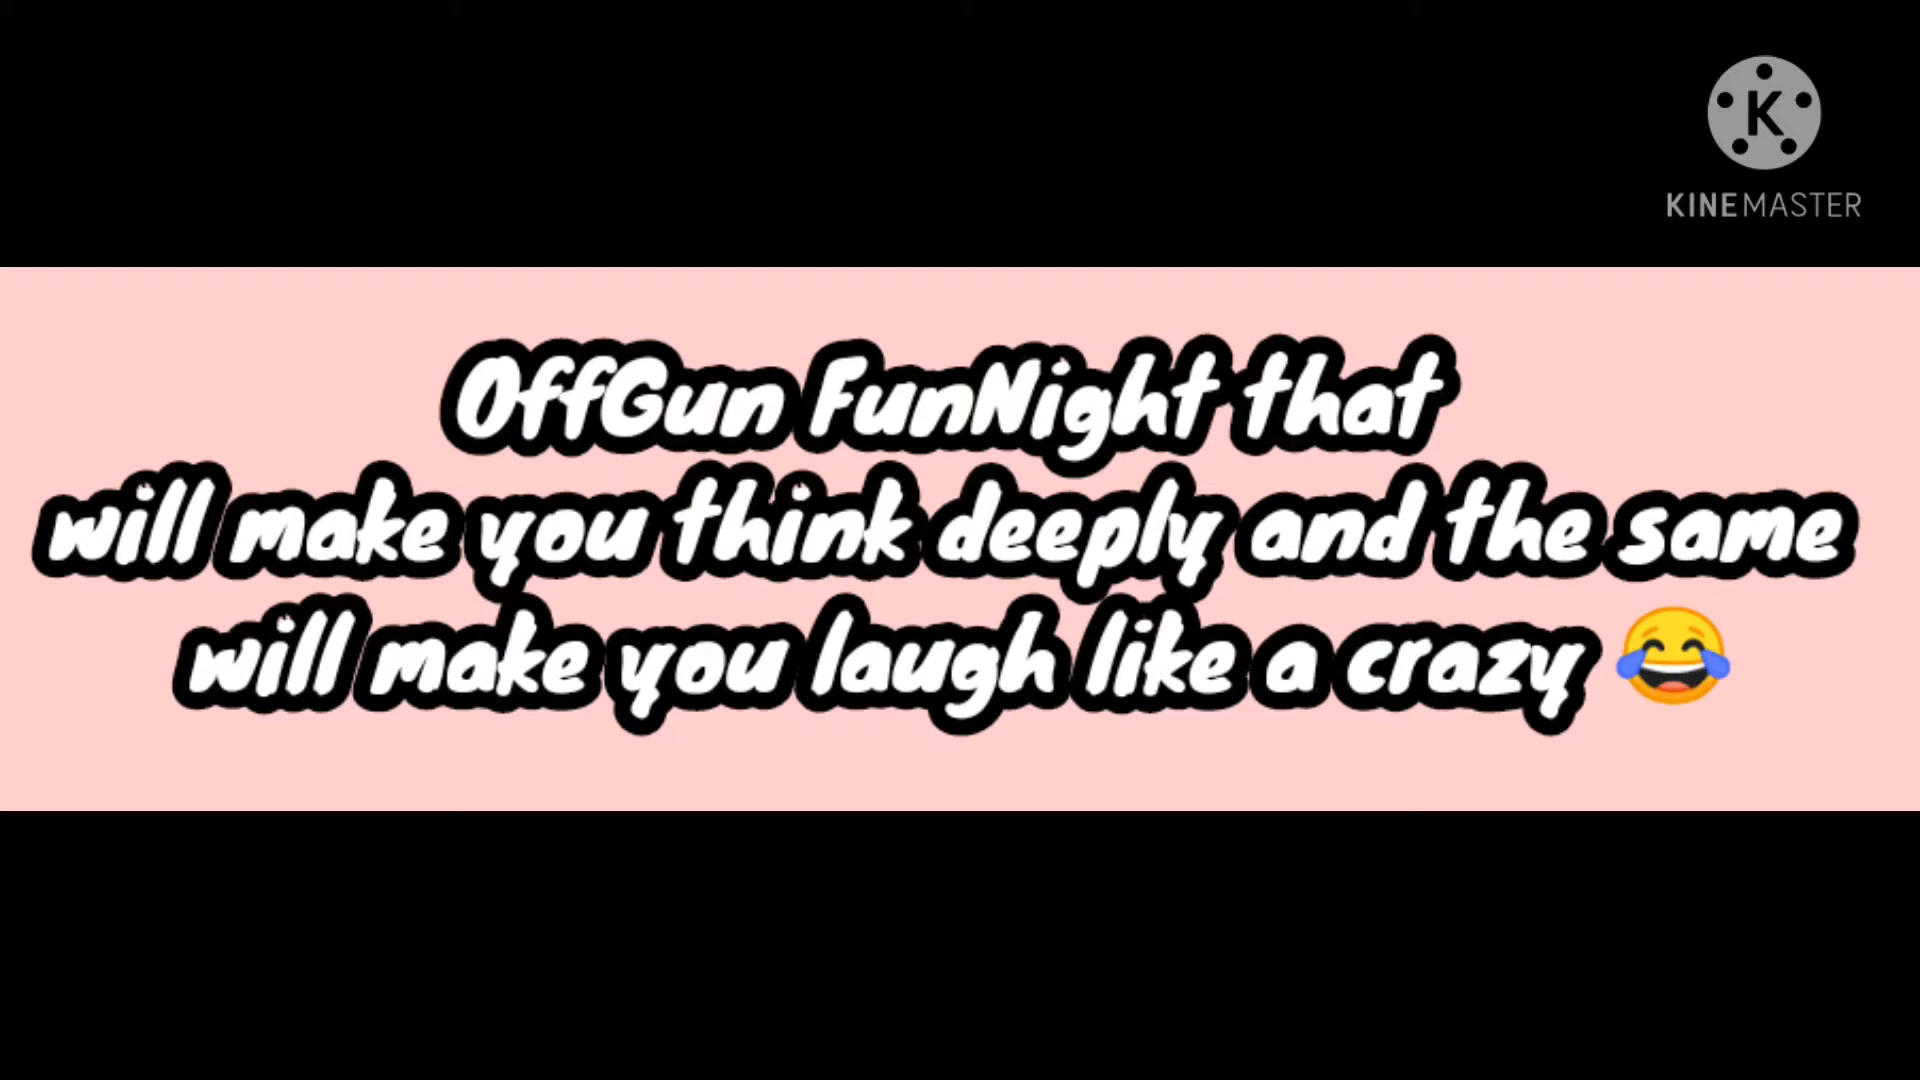 K
KINEMASTER
OffGun FunNight that
will make you think deeply and the same
will make you laugh like a crazy 😂